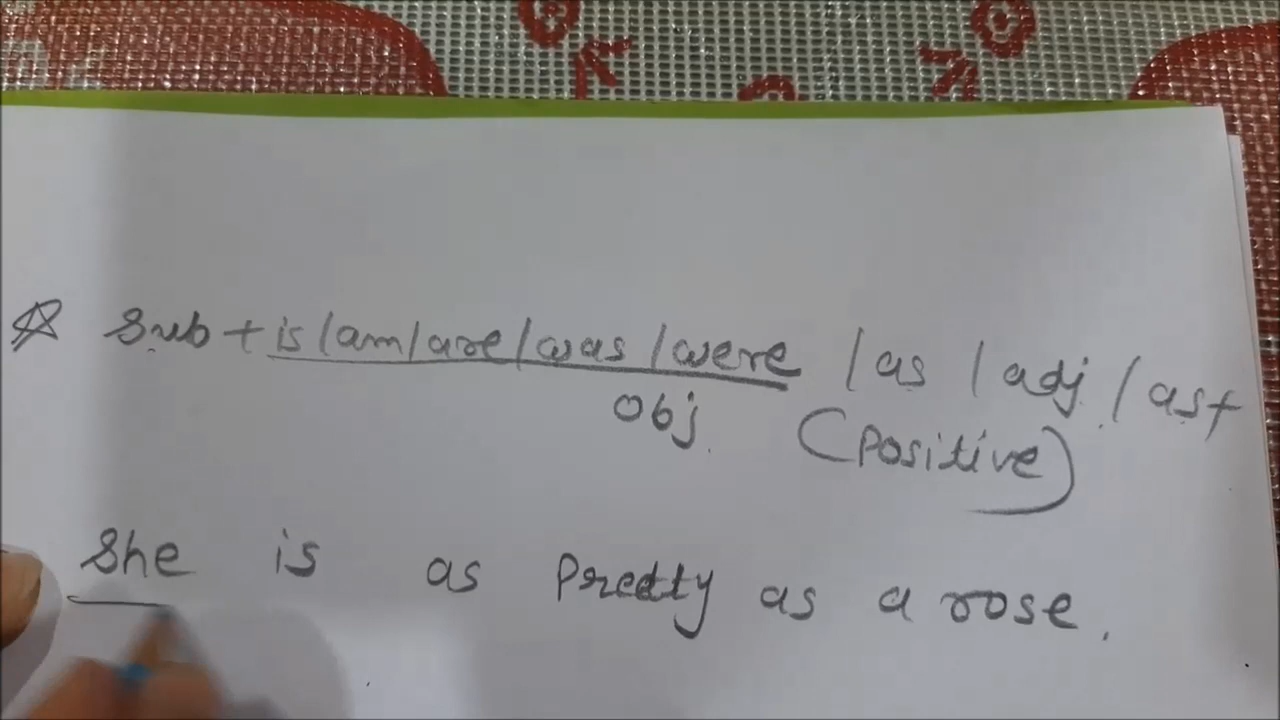 ☆ Sub + is / am / are / was / were / as / adj / as +
obj. (Positive)
She is as Pretty as a rose.